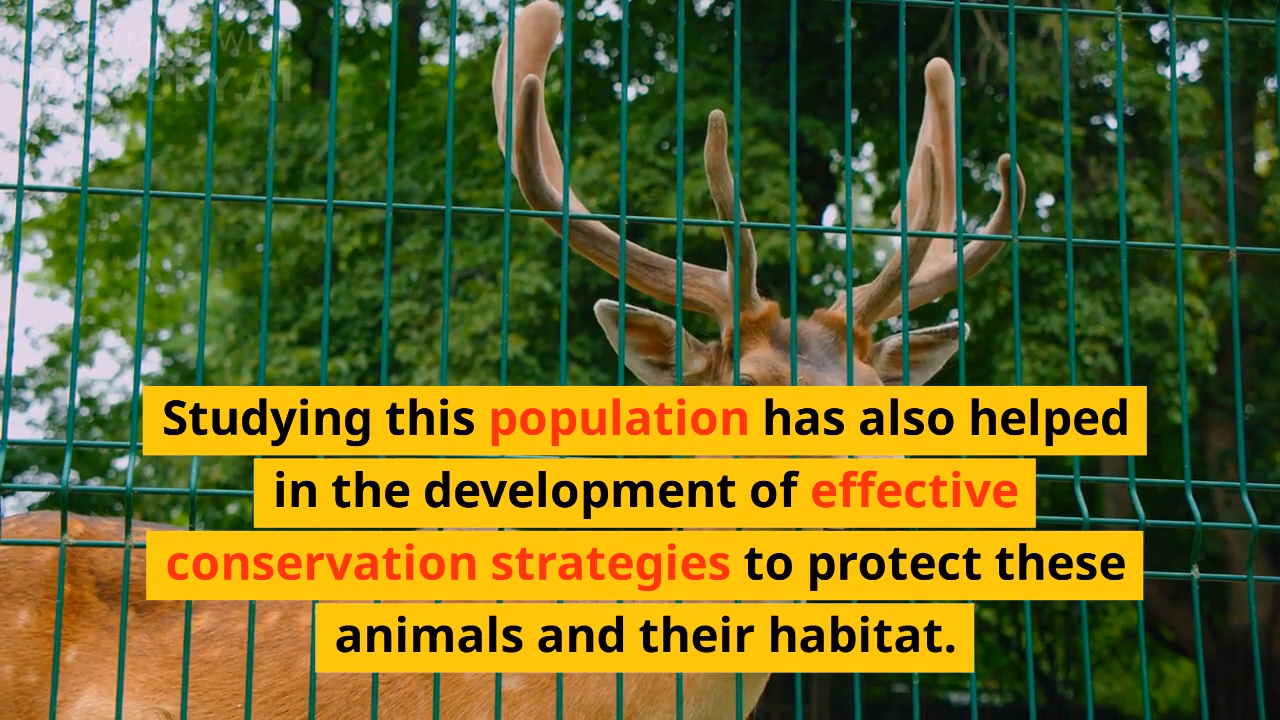 Studying this population has also helped
in the development of effective
conservation strategies to protect these
animals and their habitat.